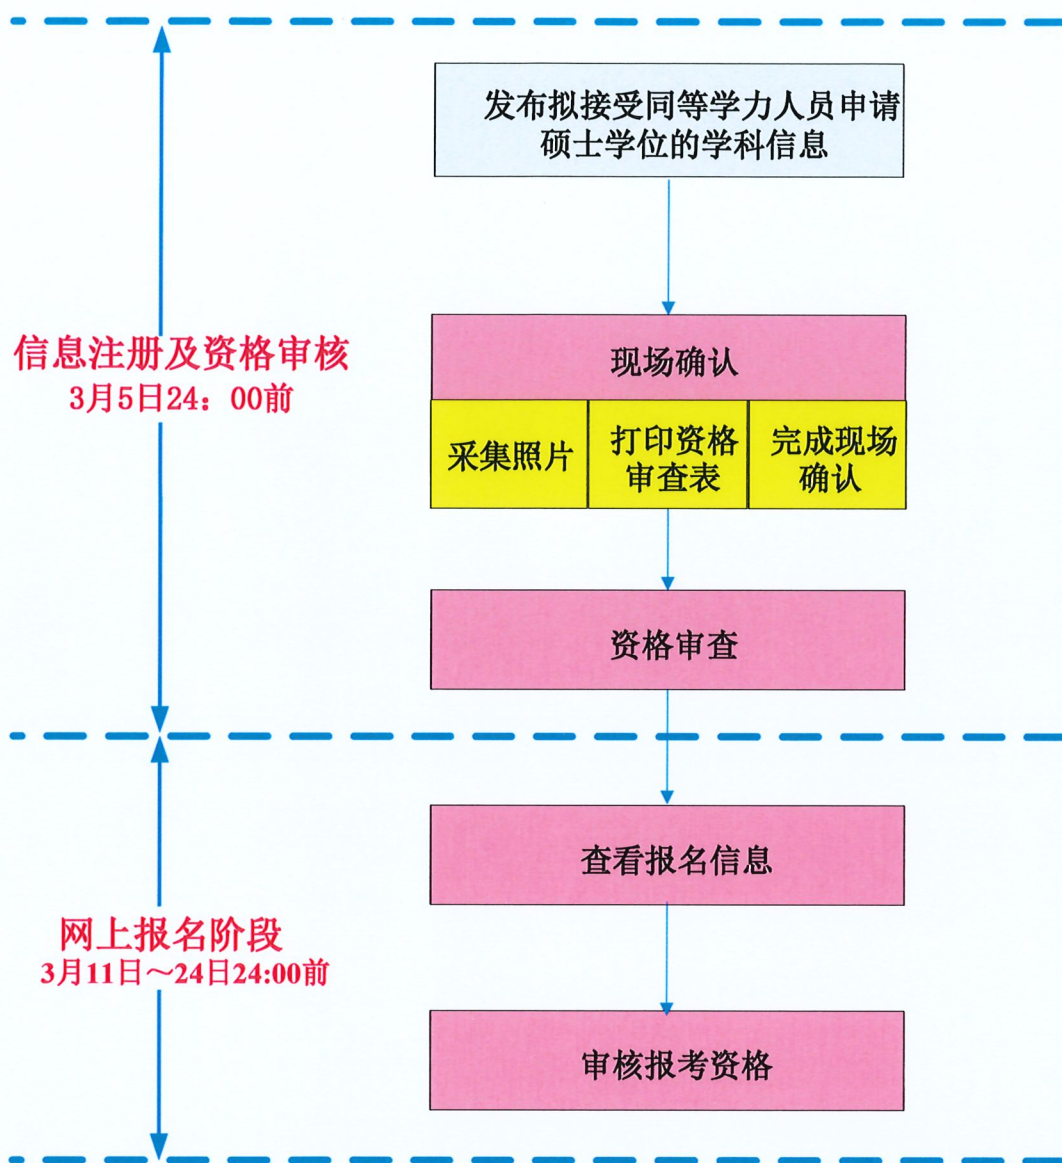 发布拟接受同等学力人员申请
硕士学位的学科信息
信息注册及资格审核
3月5日24：00前
现场确认
采集照片
打印资格
审查表
完成现场
确认
资格审查
查看报名信息
网上报名阶段
3月11日～24日24:00前
审核报考资格